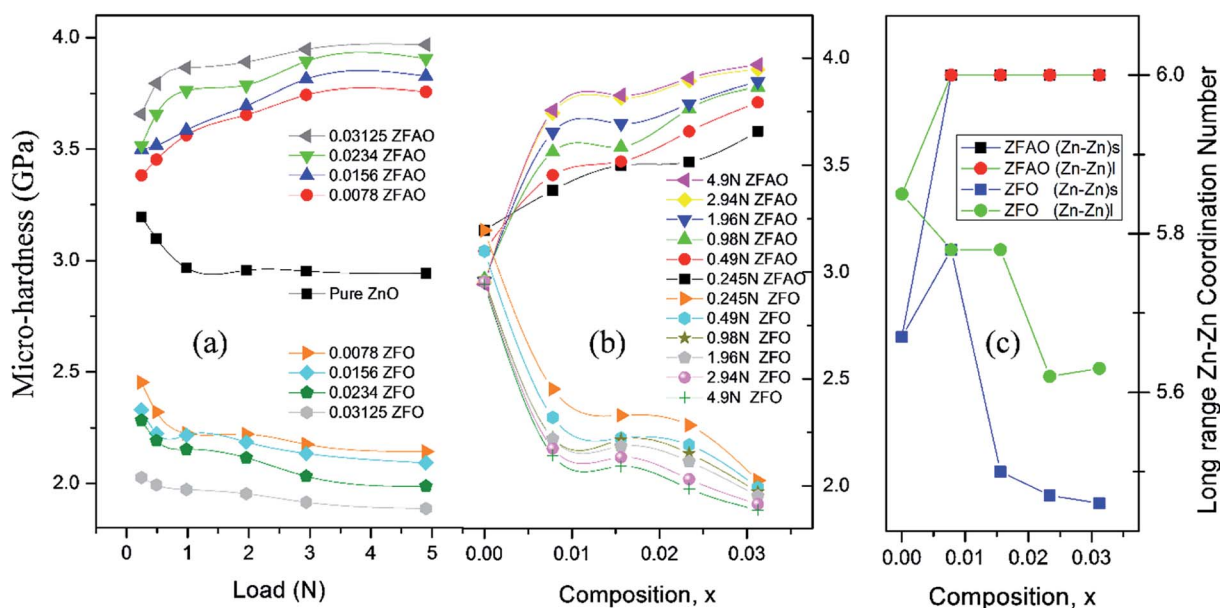 Micro-hardness (GPa)
4.0
3.5
3.0
2.5
2.0
0
1
2
3
4
5
Load (N)
0.03125 ZFAO
0.0234 ZFAO
0.0156 ZFAO
0.0078 ZFAO
Pure ZnO
(a)
0.0078 ZFO
0.0156 ZFO
0.0234 ZFO
0.03125 ZFO
4.9N ZFAO
2.94N ZFAO
1.96N ZFAO
0.98N ZFAO
0.49N ZFAO
0.245N ZFAO
0.245N ZFO
0.49N ZFO
0.98N ZFO
1.96N ZFO
2.94N ZFO
4.9N ZFO
(b)
4.0
3.5
3.0
2.5
2.0
0.00
0.01
0.02
0.03
Composition, x
ZFAO (Zn-Zn)s
ZFAO (Zn-Zn)l
ZFO (Zn-Zn)s
ZFO (Zn-Zn)l
(c)
6.0
5.8
5.6
0.00
0.01
0.02
0.03
Composition, x
Long range Zn-Zn Coordination Number